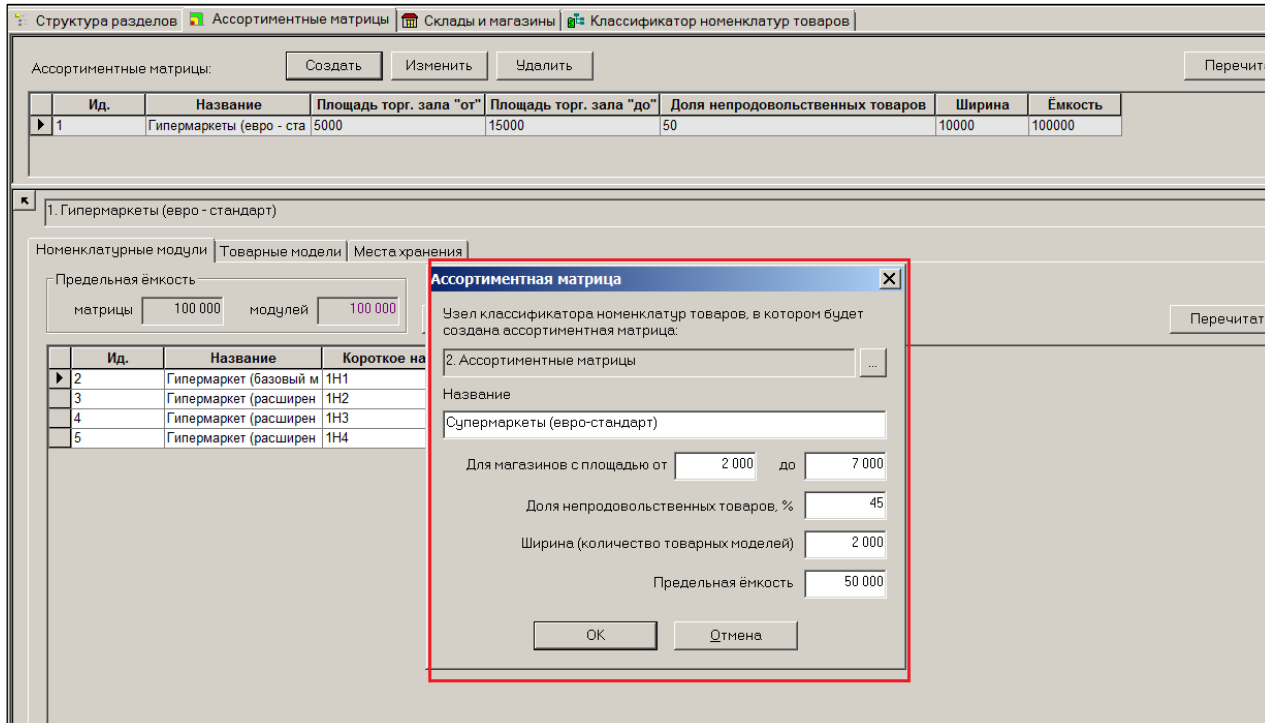 Структура разделов Ассортиментные матрицы Склады и магазины Классификатор номенклатур товаров
Ассортиментные матрицы: Создать Изменить Удалить Перечит
Ид. Название Площадь торг. зала "от" Площадь торг. зала "до" Доля непродовольственных товаров Ширина Ёмкость
1 Гипермаркеты (евро - ста 5000 15000 50 10000 100000
1. Гипермаркеты (евро - стандарт)
Номенклатурные модули Товарные модели Места хранения
Предельная ёмкость
матрицы 100 000 модулей 100 000 Перечитат
Ид. Название Короткое на
2 Гипермаркет (базовый м 1Н1
3 Гипермаркет (расширен 1Н2
4 Гипермаркет (расширен 1Н3
5 Гипермаркет (расширен 1Н4
Ассортиментная матрица
Узел классификатора номенклатур товаров, в котором будет
создана ассортиментная матрица:
2. Ассортиментные матрицы ...
Название
Супермаркеты (евро-стандарт)
Для магазинов с площадью от 2 000 до 7 000
Доля непродовольственных товаров, % 45
Ширина (количество товарных моделей) 2 000
Предельная ёмкость 50 000
ОК Отмена